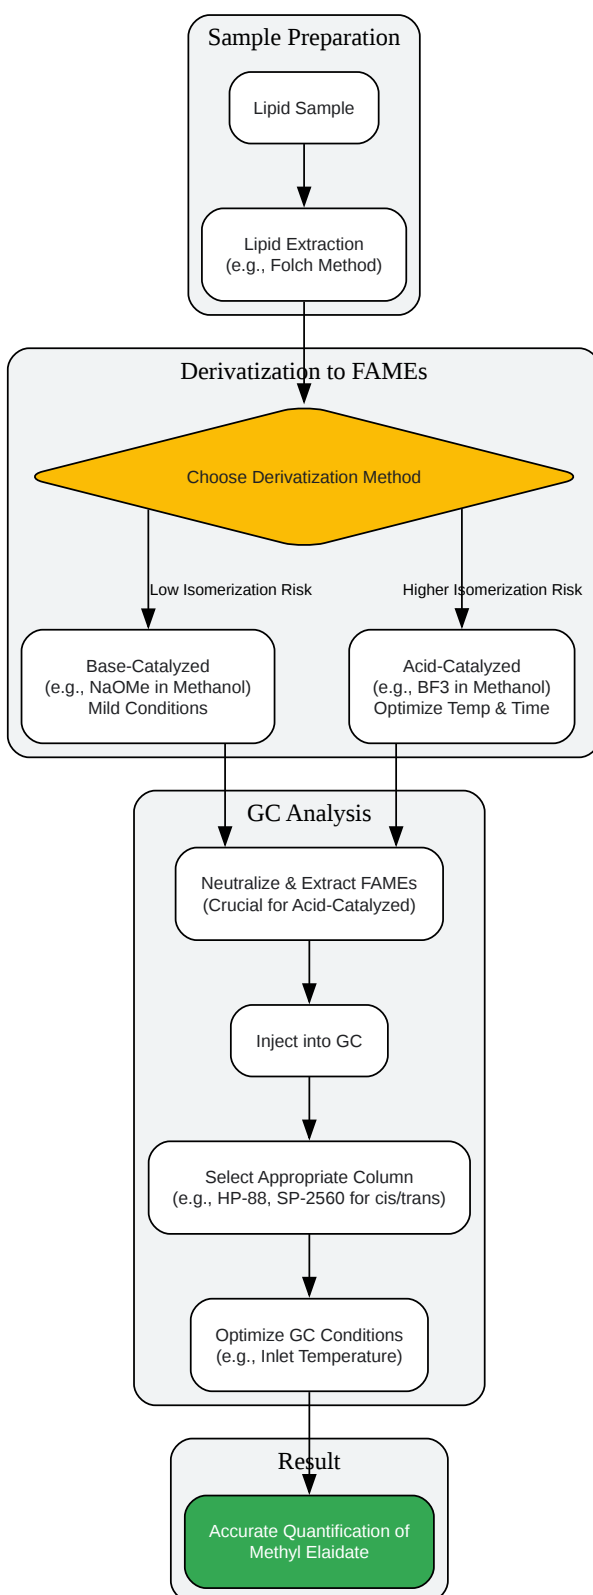 Sample Preparation
Lipid Sample
Lipid Extraction
(e.g., Folch Method)
Derivatization to FAMEs
Choose Derivatization Method
Low Isomerization Risk
Higher Isomerization Risk
Base-Catalyzed
(e.g., NaOMe in Methanol)
Mild Conditions
Acid-Catalyzed
(e.g., BF3 in Methanol)
Optimize Temp & Time
GC Analysis
Neutralize & Extract FAMEs
(Crucial for Acid-Catalyzed)
Inject into GC
Select Appropriate Column
(e.g., HP-88, SP-2560 for cis/trans)
Optimize GC Conditions
(e.g., Inlet Temperature)
Result
Accurate Quantification of
Methyl Elaidate